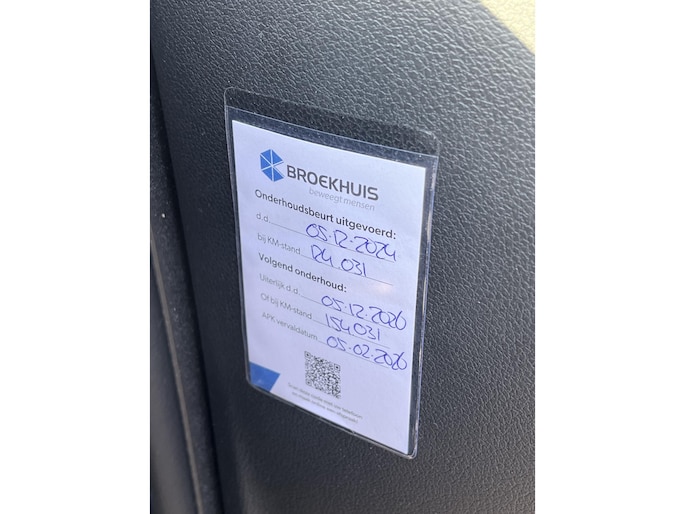 BROEKHUIS
beweegt mensen
Onderhoudsbeurt uitgevoerd:
d.d. 05-12-2024
bij KM-stand 124.031
Volgend onderhoud:
Uiterlijk d.d. 05-12-2026
Of bij KM-stand 154.031
APK vervaldatum 05-02-2026